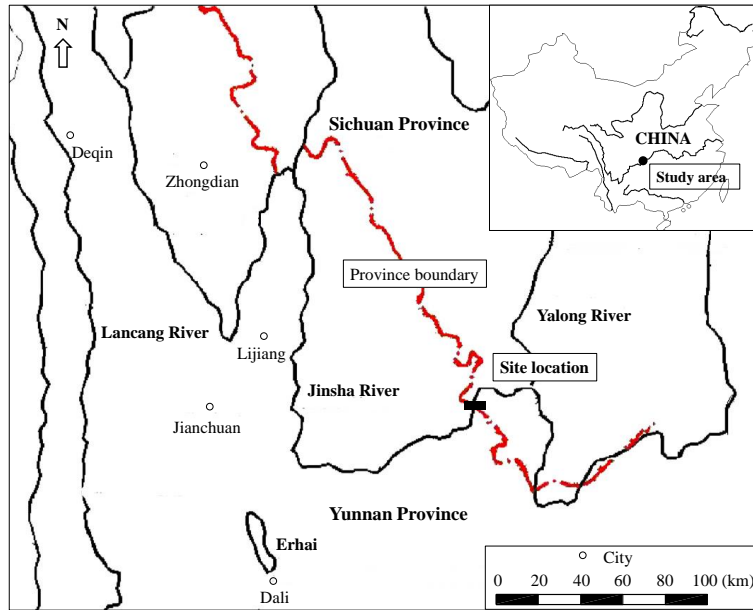 N
Sichuan Province
CHINA
Study area
Deqin
Zhongdian
Province boundary
Lancang River
Yalong River
Lijiang
Site location
Jinsha River
Jianchuan
Yunnan Province
Erhai
City
Dali
0 20 40 60 80 100 (km)